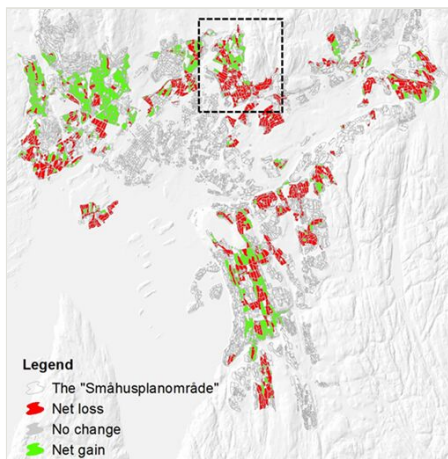 Legend
The "Småhusplanområde"
Net loss
No change
Net gain